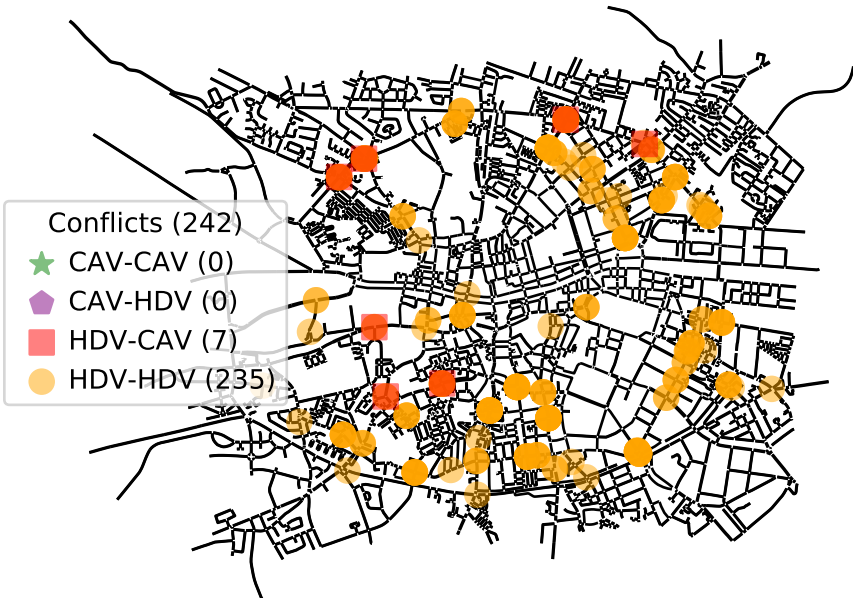 Conflicts (242)
CAV-CAV (0)
CAV-HDV (0)
HDV-CAV (7)
HDV-HDV (235)